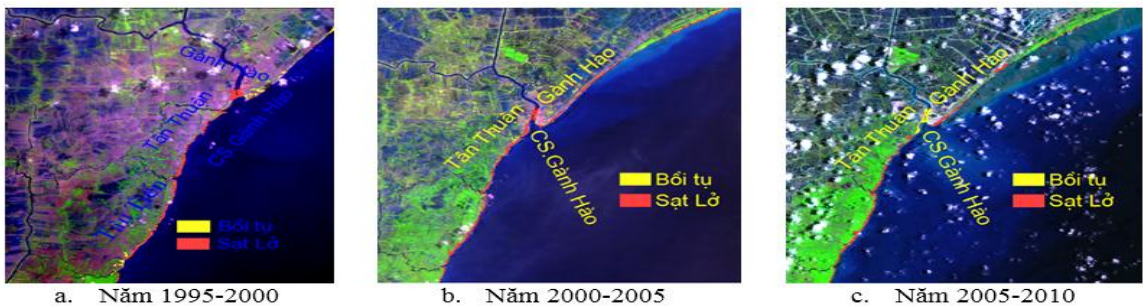 Gành Hào
Tân Thuận
CS Gành Hào
Bồi tụ
Sạt Lở
a. Năm 1995-2000
Gành Hào
Tân Thuận
CS.Gành Hào
Bồi tụ
Sạt Lở
b. Năm 2000-2005
Gành Hào
Tân Thuận
CS.Gành Hào
Bồi tụ
Sạt Lở
c. Năm 2005-2010